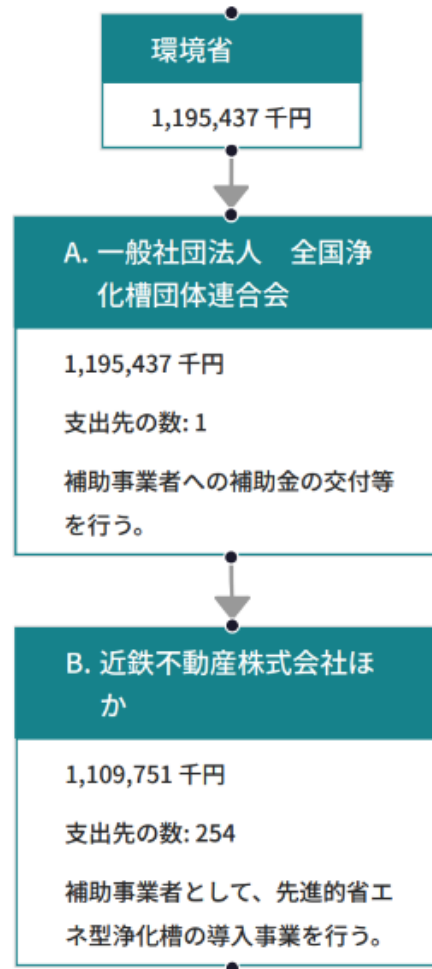 環境省
1,195,437 千円
A. 一般社団法人　全国浄
化槽団体連合会
1,195,437 千円
支出先の数: 1
補助事業者への補助金の交付等
を行う。
B. 近鉄不動産株式会社ほ
か
1,109,751 千円
支出先の数: 254
補助事業者として、先進的省エ
ネ型浄化槽の導入事業を行う。